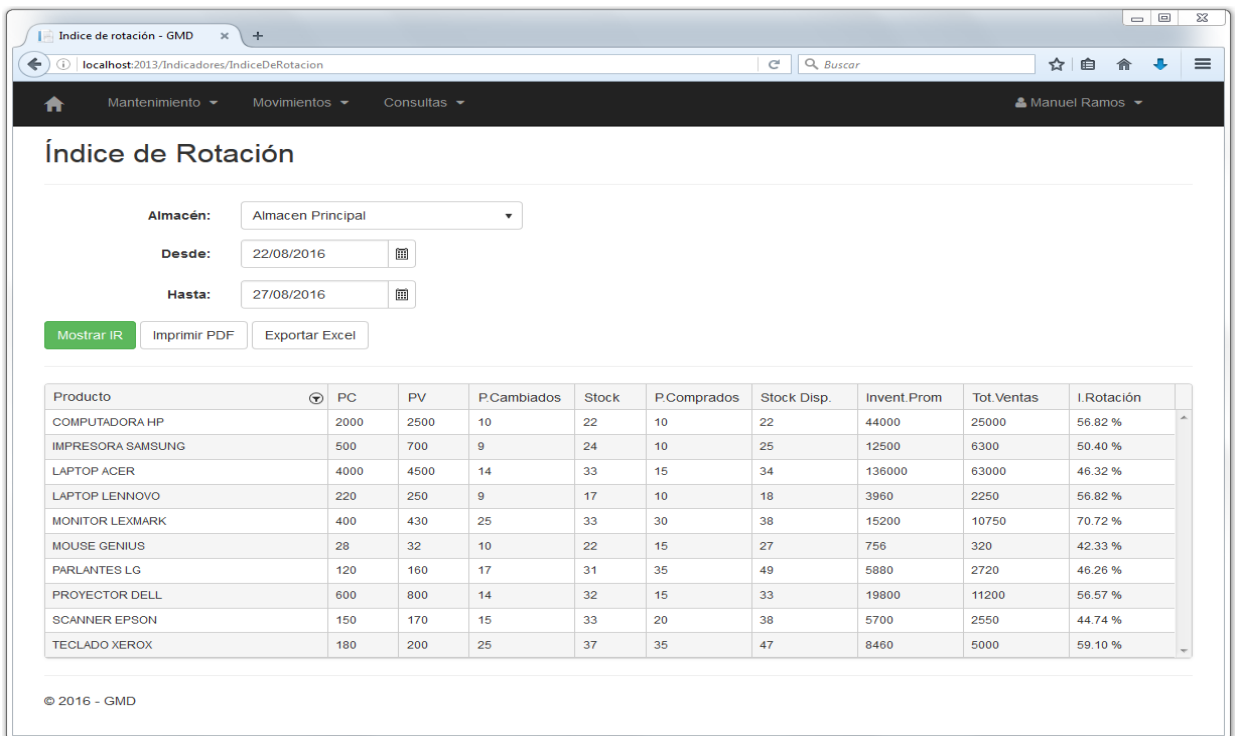 Indice de rotación - GMD
localhost:2013/Indicadores/IndiceDeRotacion
Buscar
Mantenimiento Movimientos Consultas Manuel Ramos
Índice de Rotación
Almacén: Almacen Principal
Desde: 22/08/2016
Hasta: 27/08/2016
Mostrar IR Imprimir PDF Exportar Excel
Producto PC PV P.Cambiados Stock P.Comprados Stock Disp. Invent.Prom Tot.Ventas I.Rotación
COMPUTADORA HP 2000 2500 10 22 10 22 44000 25000 56.82 %
IMPRESORA SAMSUNG 500 700 9 24 10 25 12500 6300 50.40 %
LAPTOP ACER 4000 4500 14 33 15 34 136000 63000 46.32 %
LAPTOP LENNOVO 220 250 9 17 10 18 3960 2250 56.82 %
MONITOR LEXMARK 400 430 25 33 30 38 15200 10750 70.72 %
MOUSE GENIUS 28 32 10 22 15 27 756 320 42.33 %
PARLANTES LG 120 160 17 31 35 49 5880 2720 46.26 %
PROYECTOR DELL 600 800 14 32 15 33 19800 11200 56.57 %
SCANNER EPSON 150 170 15 33 20 38 5700 2550 44.74 %
TECLADO XEROX 180 200 25 37 35 47 8460 5000 59.10 %
© 2016 - GMD